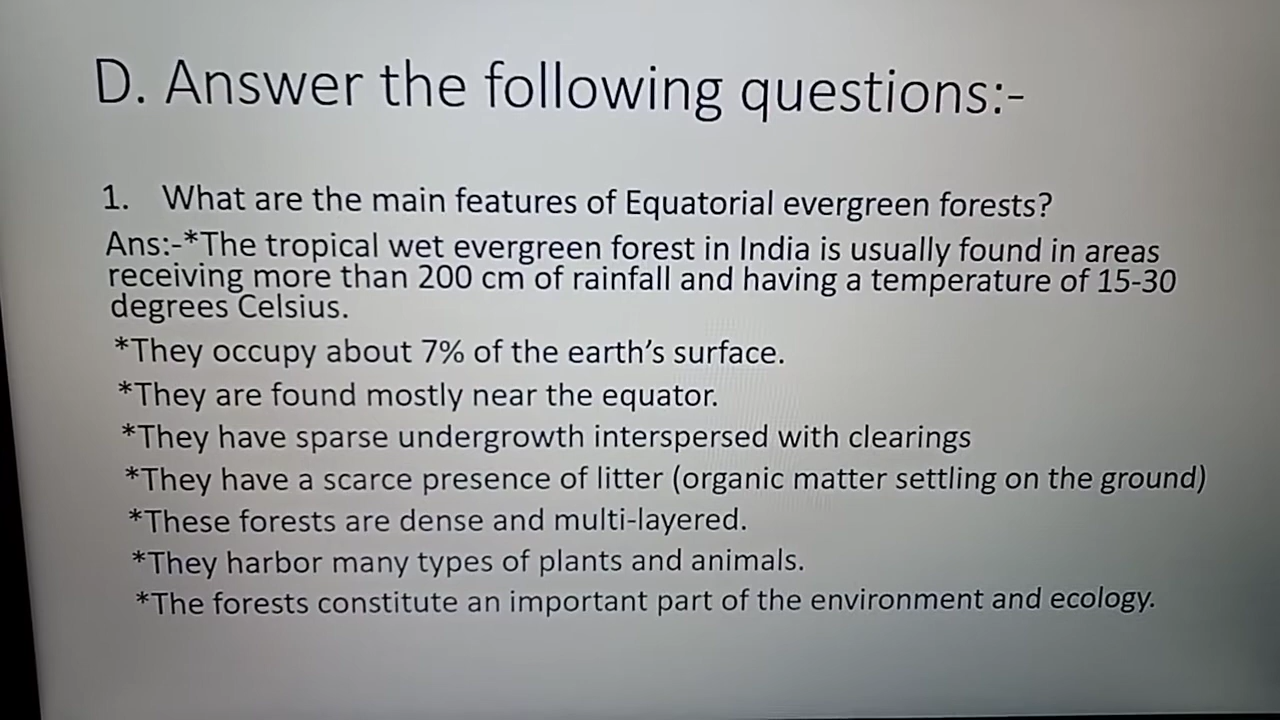 D. Answer the following questions:-
1. What are the main features of Equatorial evergreen forests?
Ans:-*The tropical wet evergreen forest in India is usually found in areas
receiving more than 200 cm of rainfall and having a temperature of 15-30
degrees Celsius.
*They occupy about 7% of the earth's surface.
*They are found mostly near the equator.
*They have sparse undergrowth interspersed with clearings
*They have a scarce presence of litter (organic matter settling on the ground)
*These forests are dense and multi-layered.
*They harbor many types of plants and animals.
*The forests constitute an important part of the environment and ecology.